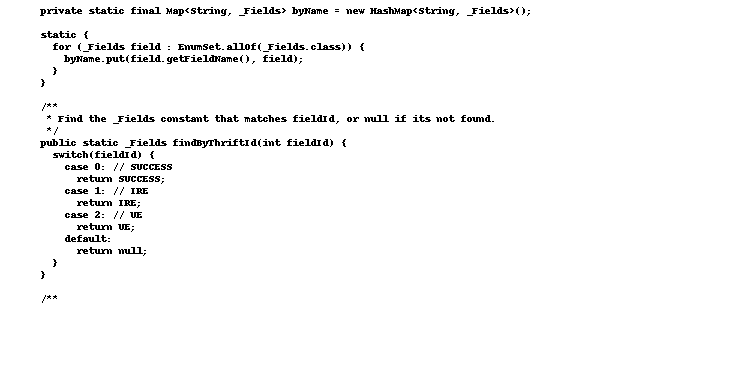 private static final Map<String, _Fields> byName = new HashMap<String, _Fields>();
static {
for (_Fields field : EnumSet.allOf(_Fields.class)) {
byName.put(field.getFieldName(), field);
}
}
/**
* Find the _Fields constant that matches fieldId, or null if its not found.
*/
public static _Fields findByThriftId(int fieldId) {
switch(fieldId) {
case 0: // SUCCESS
return SUCCESS;
case 1: // IRE
return IRE;
case 2: // UE
return UE;
default:
return null;
}
}
/**